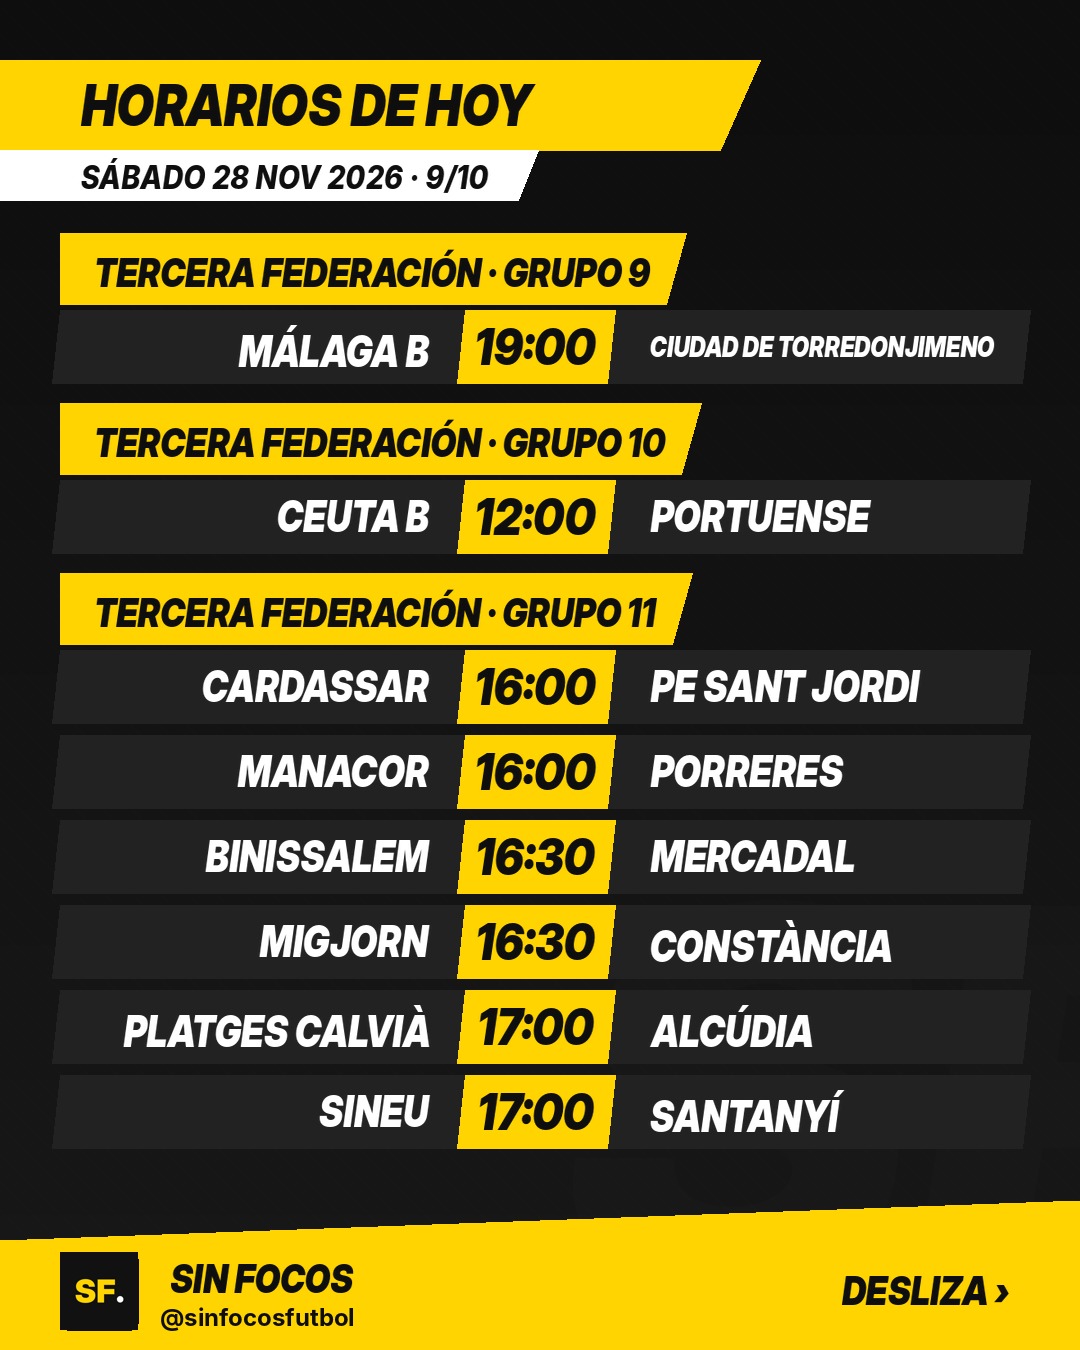 HORARIOS DE HOY
SÁBADO 28 NOV 2026 · 9/10
TERCERA FEDERACIÓN · GRUPO 9
MÁLAGA B 19:00 CIUDAD DE TORREDONJIMENO
TERCERA FEDERACIÓN · GRUPO 10
CEUTA B 12:00 PORTUENSE
TERCERA FEDERACIÓN · GRUPO 11
CARDASSAR 16:00 PE SANT JORDI
MANACOR 16:00 PORRERES
BINISSALEM 16:30 MERCADAL
MIGJORN 16:30 CONSTÀNCIA
PLATGES CALVIÀ 17:00 ALCÚDIA
SINEU 17:00 SANTANYÍ
SF.
SIN FOCOS
@sinfocosfutbol
DESLIZA ›